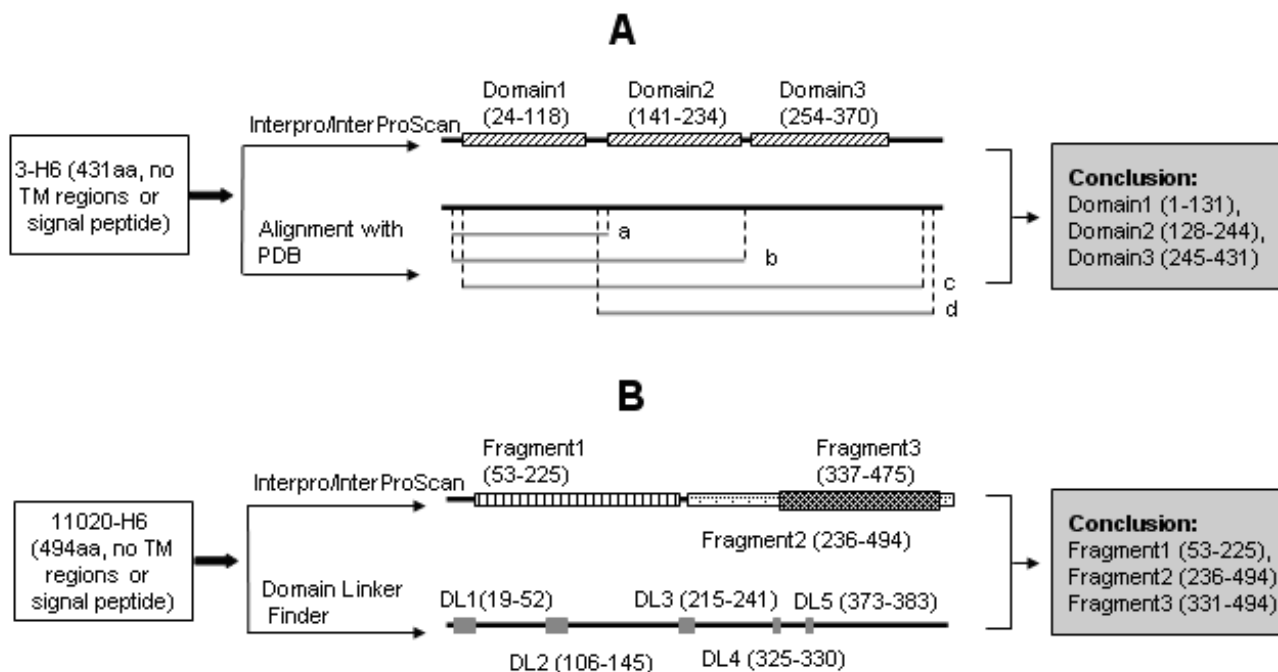 A
Domain1
(24-118)
Domain2
(141-234)
Domain3
(254-370)
Interpro/InterProScan
3-H6 (431aa, no
TM regions or
signal peptide)
Alignment with
PDB
a
b
c
d
Conclusion:
Domain1 (1-131),
Domain2 (128-244),
Domain3 (245-431)
B
Fragment1
(53-225)
Fragment3
(337-475)
Interpro/InterProScan
Fragment2 (236-494)
11020-H6
(494aa, no TM
regions or
signal peptide)
Domain Linker
Finder
DL1(19-52)
DL3 (215-241)
DL5 (373-383)
DL2 (106-145)
DL4 (325-330)
Conclusion:
Fragment1 (53-225),
Fragment2 (236-494)
Fragment3 (331-494)